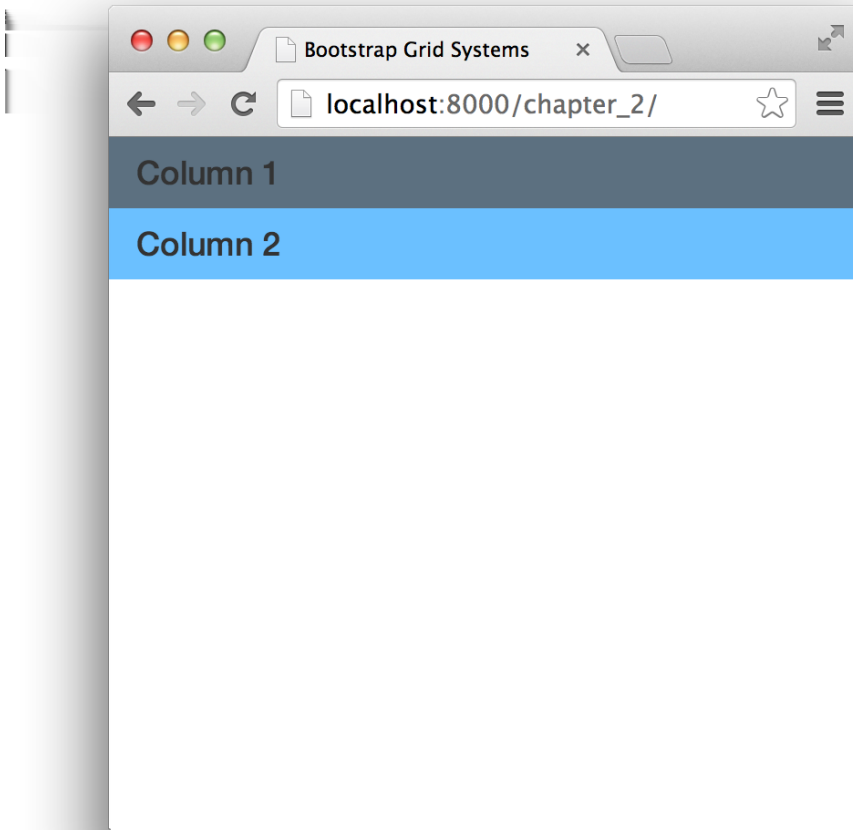 Bootstrap Grid Systems
localhost:8000/chapter_2/
Column 1
Column 2